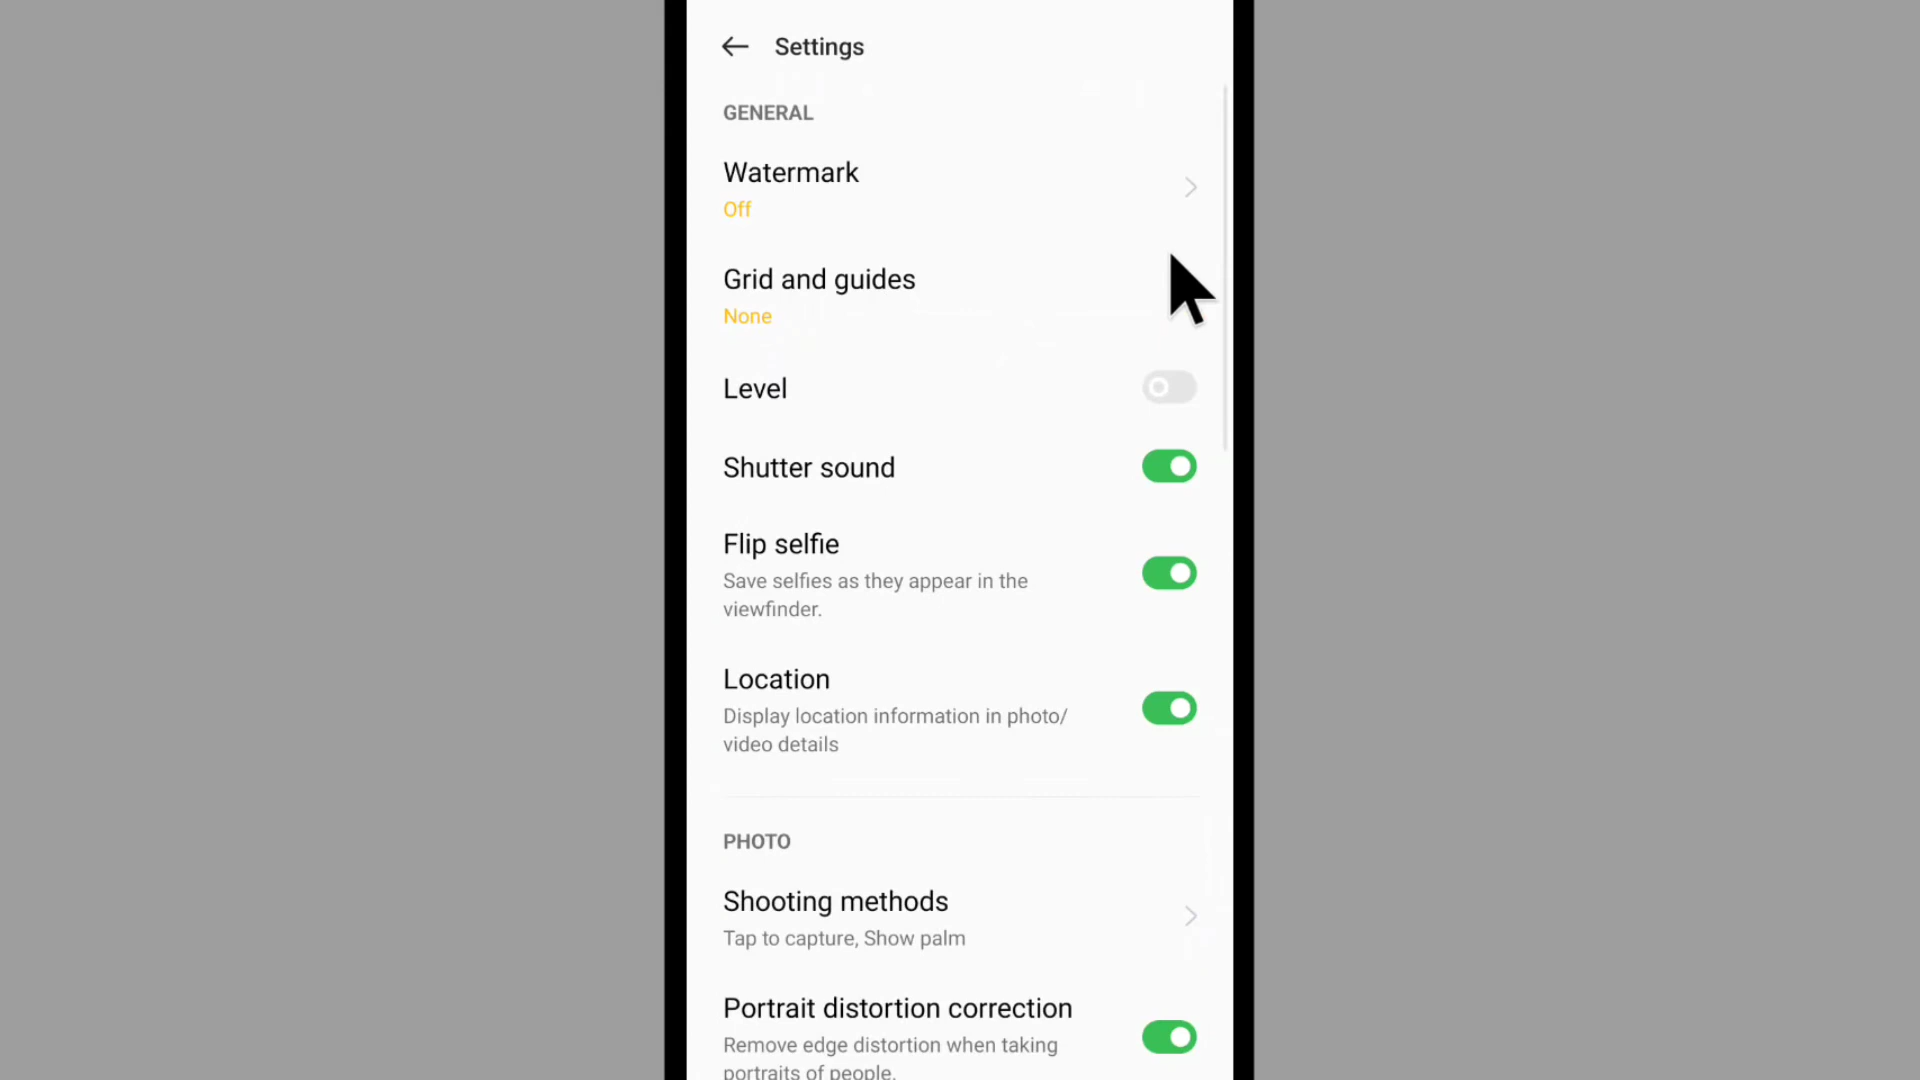 Settings
GENERAL
Watermark
Off
Grid and guides
None
Level
Shutter sound
Flip selfie
Save selfies as they appear in the
viewfinder.
Location
Display location information in photo/
video details
PHOTO
Shooting methods
Tap to capture, Show palm
Portrait distortion correction
Remove edge distortion when taking
portraits of people.